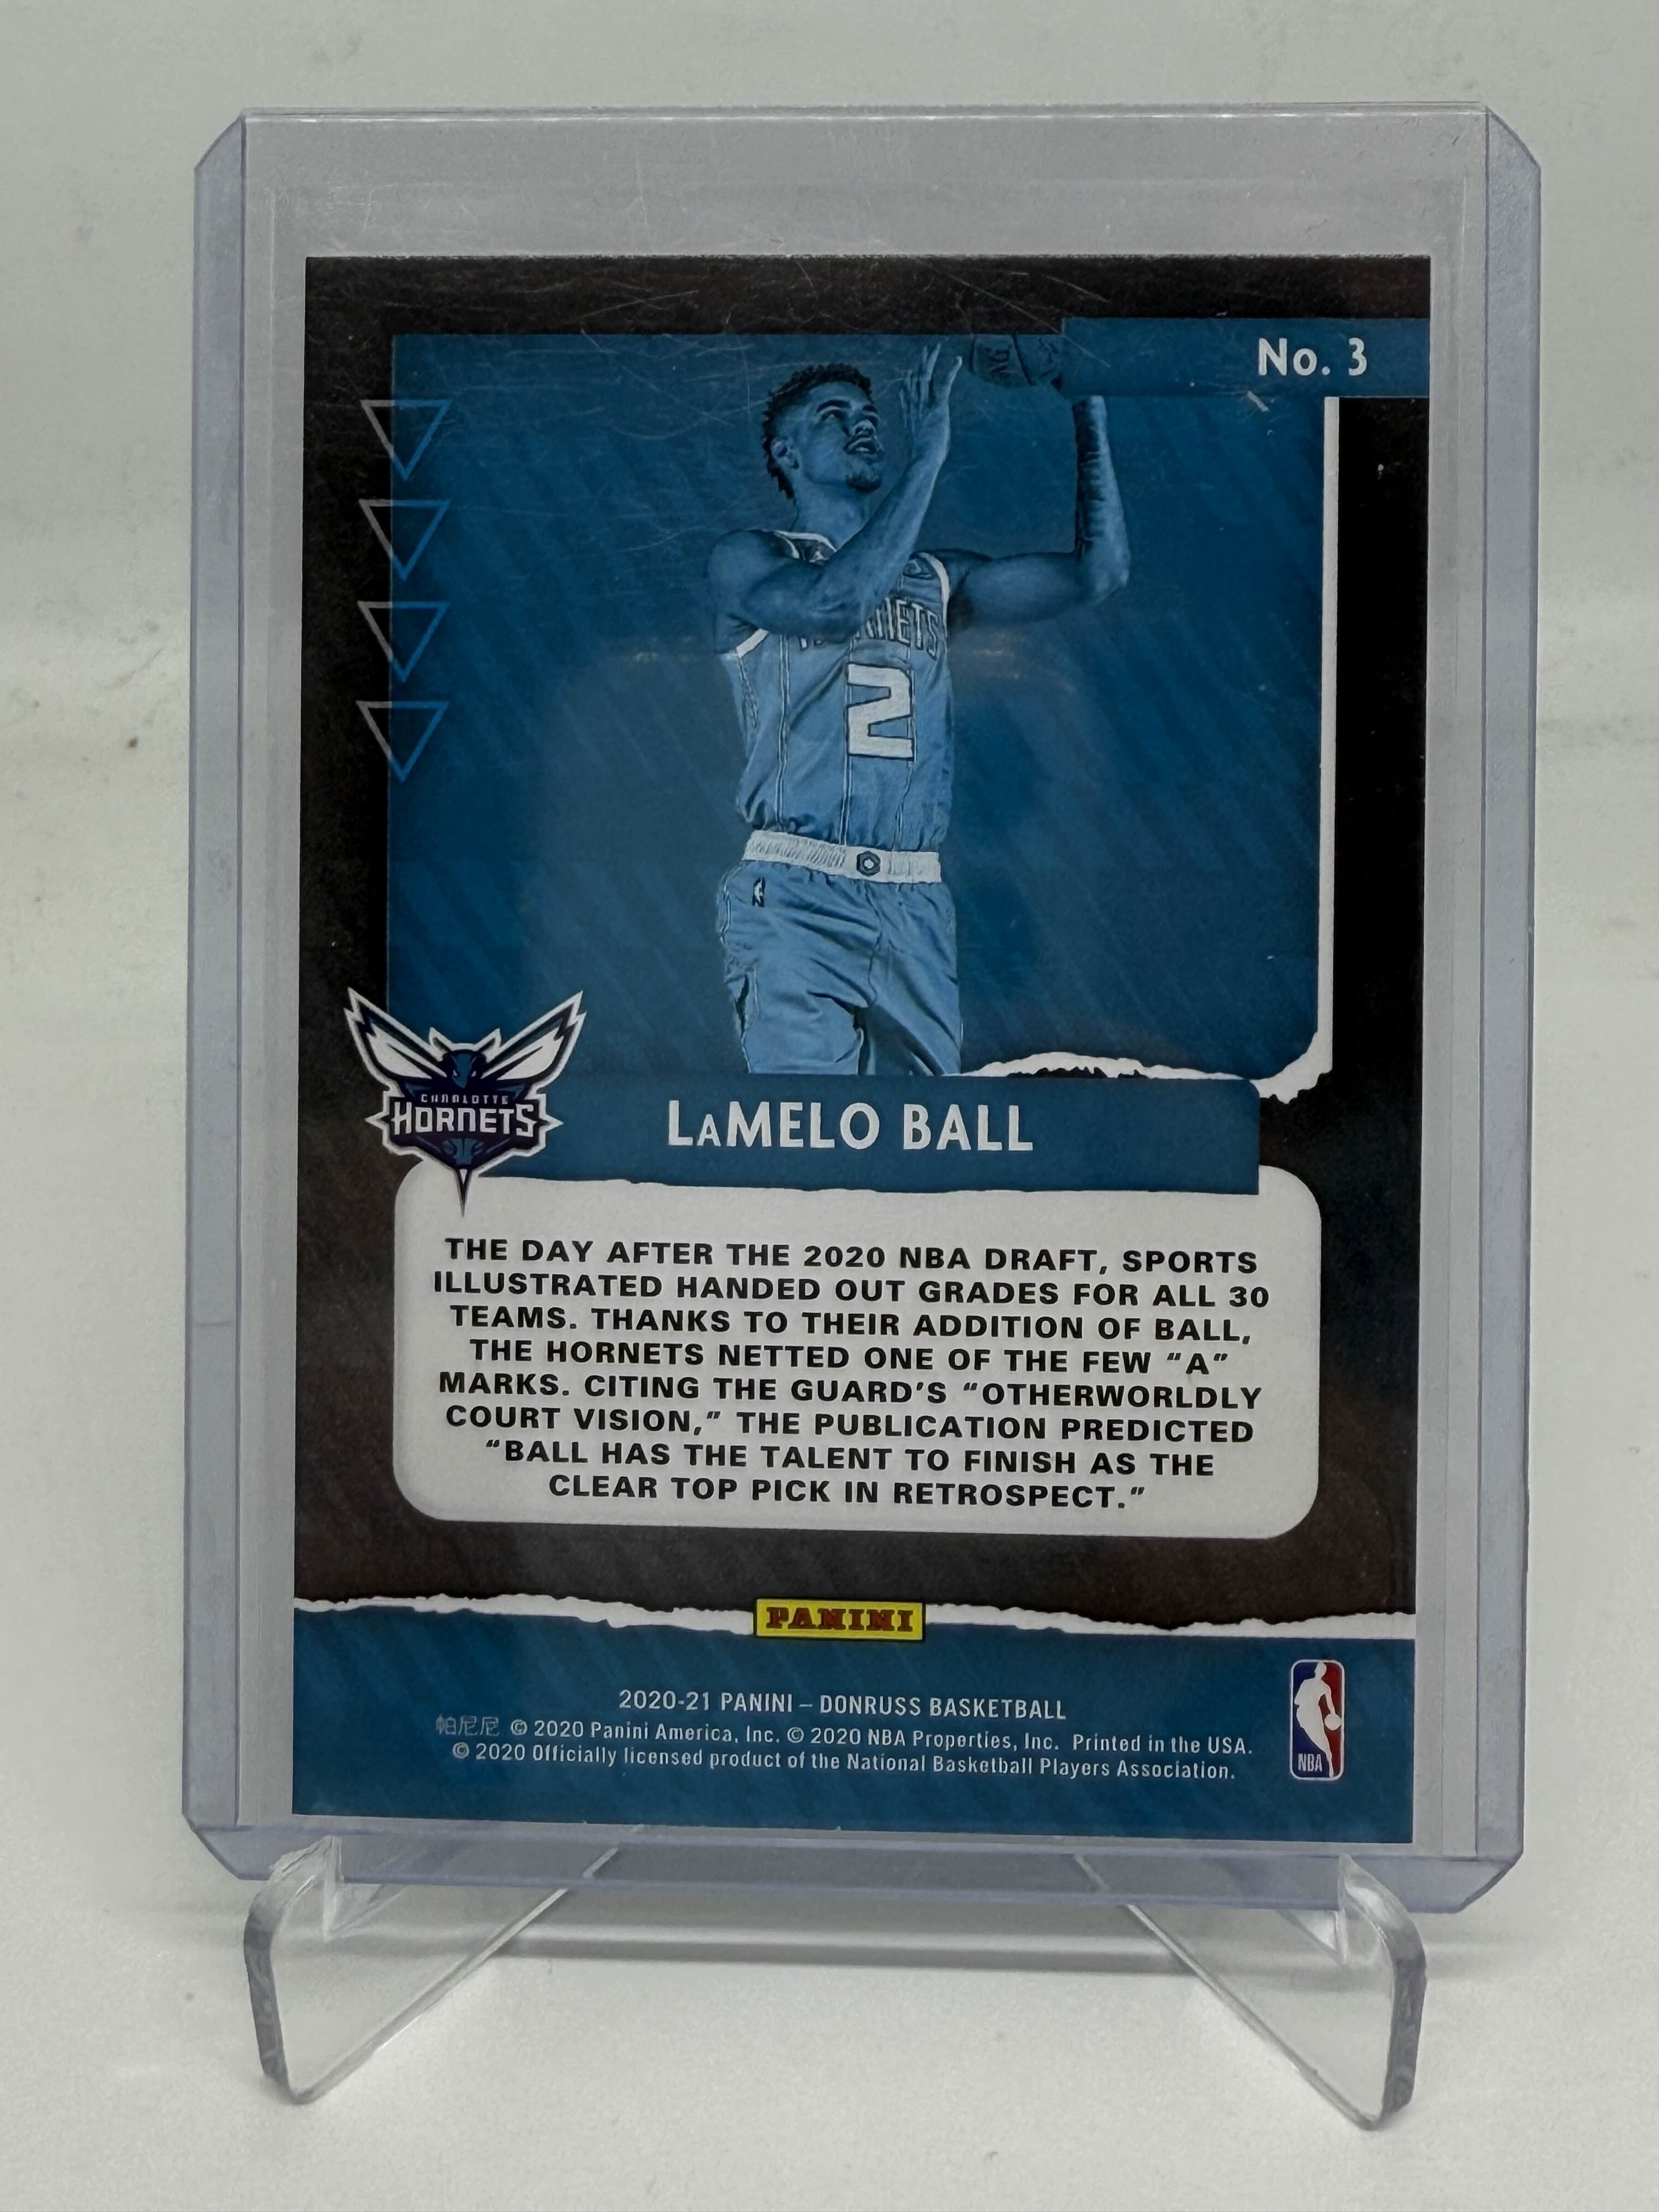 No. 3
HORNETS
2
CHARLOTTE
HORNETS
LaMELO BALL
THE DAY AFTER THE 2020 NBA DRAFT, SPORTS
ILLUSTRATED HANDED OUT GRADES FOR ALL 30
TEAMS. THANKS TO THEIR ADDITION OF BALL,
THE HORNETS NETTED ONE OF THE FEW “A”
MARKS. CITING THE GUARD’S “OTHERWORLDLY
COURT VISION,” THE PUBLICATION PREDICTED
“BALL HAS THE TALENT TO FINISH AS THE
CLEAR TOP PICK IN RETROSPECT.”
PANINI
2020-21 PANINI – DONRUSS BASKETBALL
帕尼尼 © 2020 Panini America, Inc. © 2020 NBA Properties, Inc. Printed in the USA.
© 2020 Officially licensed product of the National Basketball Players Association.
NBA